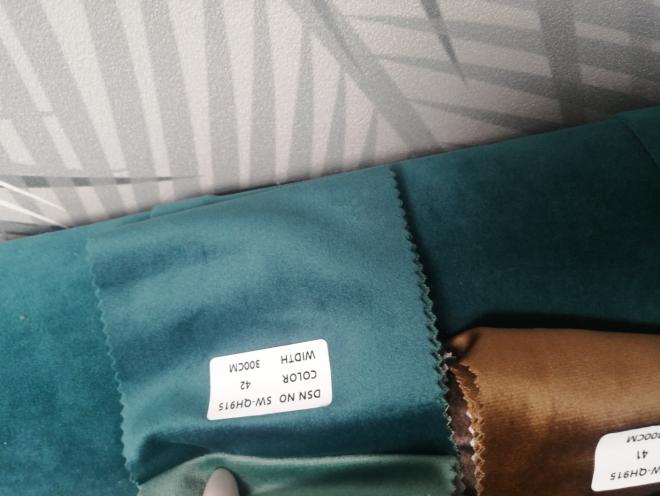 DSN NO SW-QH915
COLOR 42
WIDTH 300CM
W-QH915
41
300CM